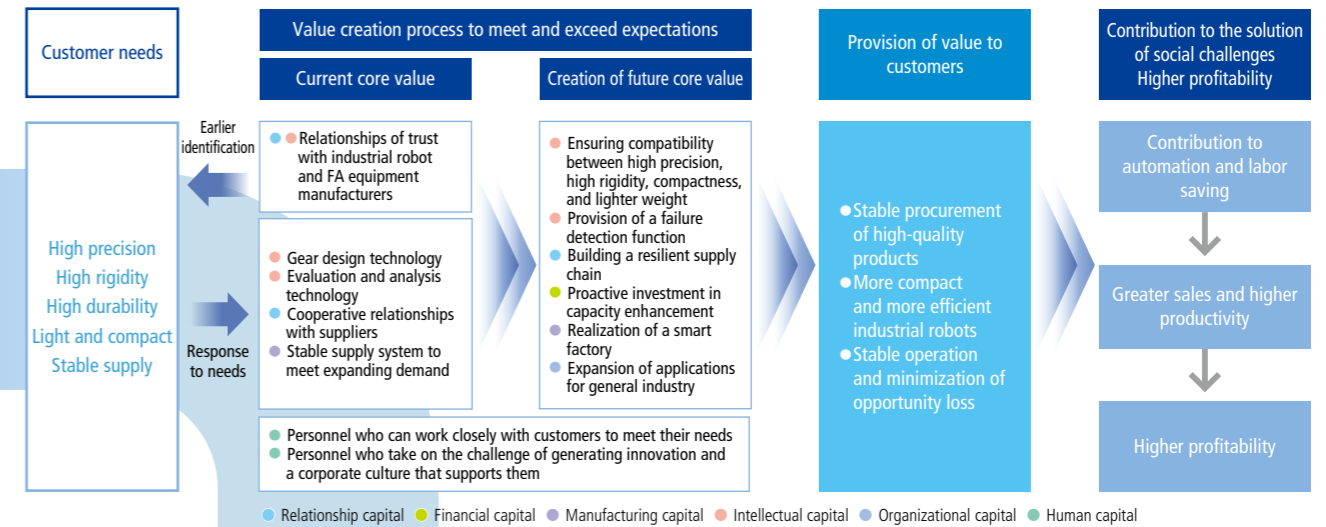 Customer needs
Value creation process to meet and exceed expectations
Current core value
Creation of future core value
Provision of value to
customers
Contribution to the solution
of social challenges
Higher profitability
High precision
High rigidity
High durability
Light and compact
Stable supply
Earlier
identification
Response
to needs
Relationships of trust
with industrial robot
and FA equipment
manufacturers
Gear design technology
Evaluation and analysis
technology
Cooperative relationships
with suppliers
Stable supply system to
meet expanding demand
Ensuring compatibility
between high precision,
high rigidity, compactness,
and lighter weight
Provision of a failure
detection function
Building a resilient supply
chain
Proactive investment in
capacity enhancement
Realization of a smart
factory
Expansion of applications
for general industry
Personnel who can work closely with customers to meet their needs
Personnel who take on the challenge of generating innovation and
a corporate culture that supports them
Stable procurement
of high-quality
products
More compact
and more efficient
industrial robots
Stable operation
and minimization of
opportunity loss
Contribution to
automation and labor
saving
Greater sales and higher
productivity
Higher profitability
Relationship capital
Financial capital
Manufacturing capital
Intellectual capital
Organizational capital
Human capital